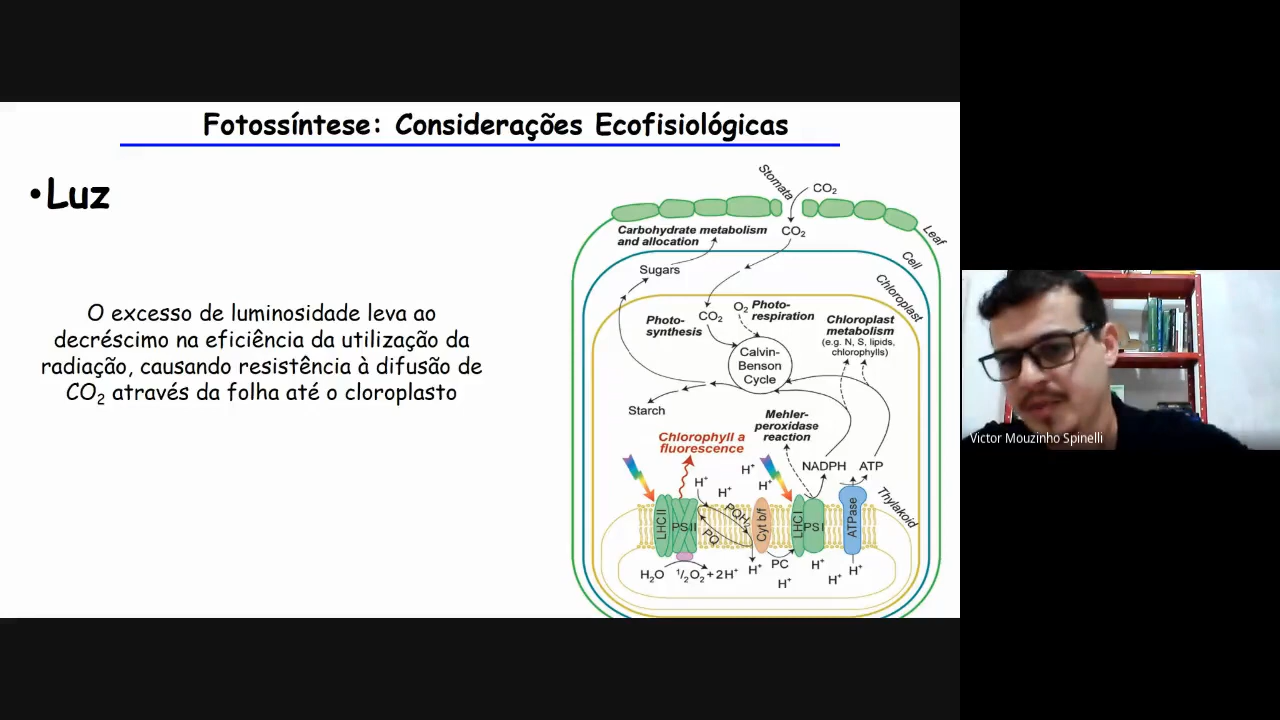 Fotossíntese: Considerações Ecofisiológicas
•Luz
O excesso de luminosidade leva ao
decréscimo na eficiência da utilização da
radiação, causando resistência à difusão de
CO₂ através da folha até o cloroplasto
Stomata
CO₂
CO₂
Leaf
Carbohydrate metabolism
and allocation
Cell
Sugars
Chloroplast
CO₂
O₂
Photo-
respiration
Photo-
synthesis
Chloroplast
metabolism
(e.g. N, S, lipids,
chlorophylls)
Calvin-
Benson
Cycle
Starch
Mehler-
peroxidase
reaction
Chlorophyll a
fluorescence
NADPH
ATP
H⁺
H⁺
H⁺
H⁺
Thylakoid
LHCII
PSII
PQH₂
PQ
Cyt b/f
LHCI
PSI
ATPase
H₂O
½O₂+2H⁺
H⁺
PC
H⁺
H⁺
H⁺
H⁺
Victor Mouzinho Spinelli